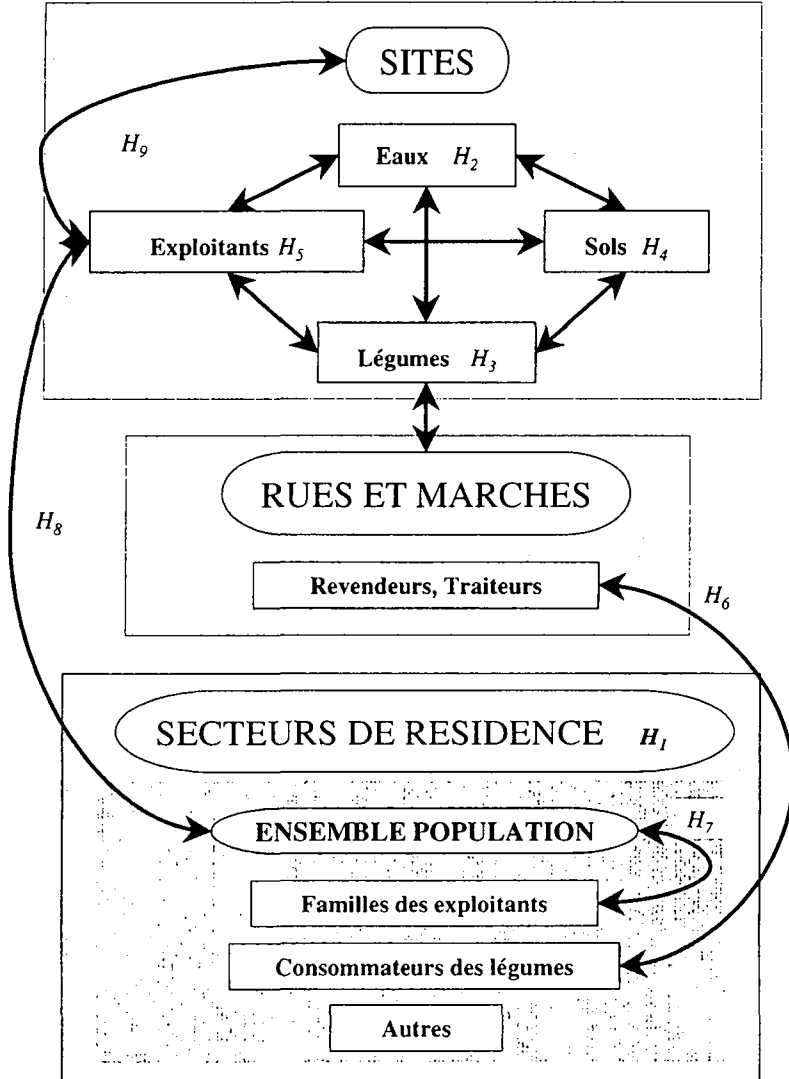 SITES
H9
Eaux H2
Exploitants H5
Sols H4
Légumes H3
RUES ET MARCHES
H8
Revendeurs, Traiteurs
H6
SECTEURS DE RESIDENCE H1
ENSEMBLE POPULATION
H7
Familles des exploitants
Consommateurs des légumes
Autres